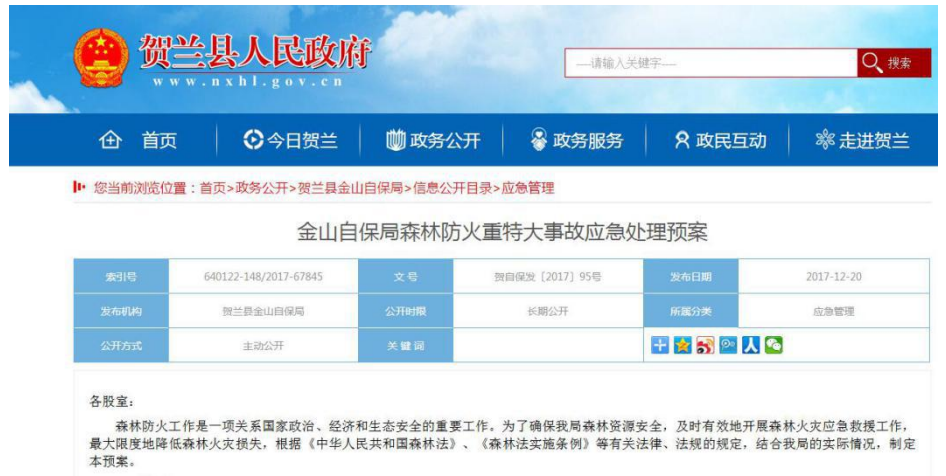 贺兰县人民政府
www.nxhl.gov.cn
—请输入关键字—
搜索
首页 今日贺兰 政务公开 政务服务 政民互动 走进贺兰
您当前浏览位置：首页>政务公开>贺兰县金山自保局>信息公开目录>应急管理
金山自保局森林防火重特大事故应急处理预案
索引号 640122-148/2017-67845 文号 贺自保发〔2017〕95号 发布日期 2017-12-20
发布机构 贺兰县金山自保局 公开时限 长期公开 所属分类 应急管理
公开方式 主动公开 关键词
各股室：
森林防火工作是一项关系国家政治、经济和生态安全的重要工作。为了确保我局森林资源安全，及时有效地开展森林火灾应急救援工作，
最大限度地降低森林火灾损失，根据《中华人民共和国森林法》、《森林法实施条例》等有关法律、法规的规定，结合我局的实际情况，制定
本预案。